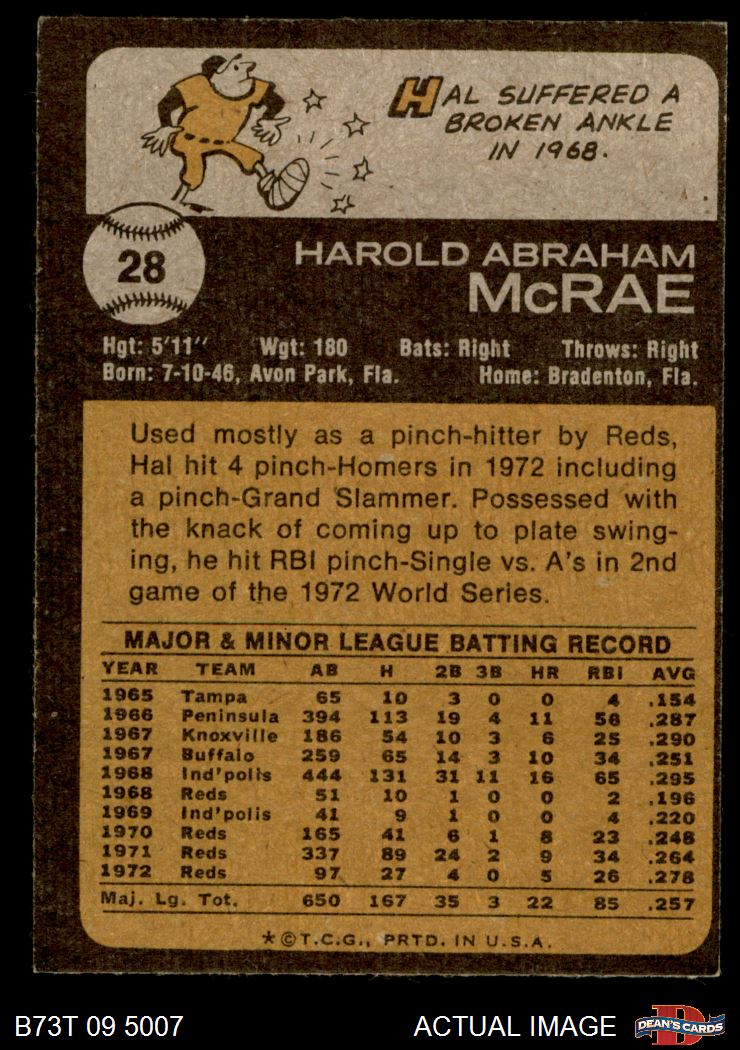 HAL SUFFERED A
BROKEN ANKLE
IN 1968.
28
HAROLD ABRAHAM
McRAE
Hgt: 5'11" Wgt: 180 Bats: Right Throws: Right
Born: 7-10-46, Avon Park, Fla. Home: Bradenton, Fla.
Used mostly as a pinch-hitter by Reds,
Hal hit 4 pinch-Homers in 1972 including
a pinch-Grand Slammer. Possessed with
the knack of coming up to plate swing-
ing, he hit RBI pinch-Single vs. A's in 2nd
game of the 1972 World Series.
MAJOR & MINOR LEAGUE BATTING RECORD
YEAR TEAM AB H 2B 3B HR RBI AVG
1965 Tampa 65 10 3 0 0 4 .154
1966 Peninsula 394 113 19 4 11 56 .287
1967 Knoxville 186 54 10 3 6 25 .290
1967 Buffalo 259 65 14 3 10 34 .251
1968 Ind'polis 444 131 31 11 16 65 .295
1968 Reds 51 10 1 0 0 2 .196
1969 Ind'polis 41 9 1 0 0 4 .220
1970 Reds 165 41 6 1 8 23 .248
1971 Reds 337 89 24 2 9 34 .264
1972 Reds 97 27 4 0 5 26 .278
Maj. Lg. Tot. 650 167 35 3 22 85 .257
*©T.C.G., PRTD. IN U.S.A.
B73T 09 5007 ACTUAL IMAGE
D
DEAN'S CARDS